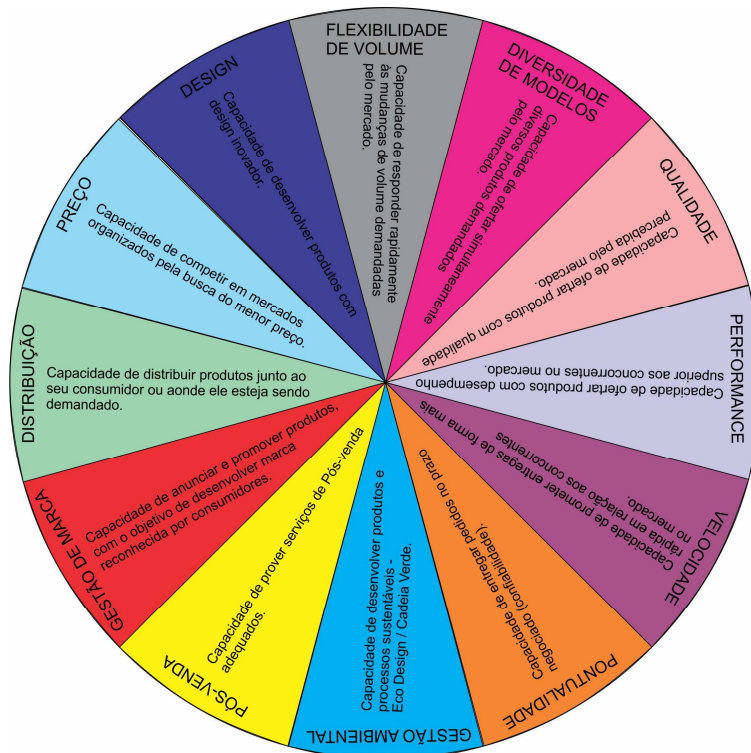 FLEXIBILIDADE
DE VOLUME
Capacidade de responder rapidamente
às mudanças de volume demandadas
pelo mercado.
DIVERSIDADE
DE MODELOS
Capacidade de ofertar simultaneamente
diversos produtos demandados
pelo mercado.
QUALIDADE
Capacidade de ofertar produtos com qualidade
percebida pelo mercado.
PERFORMANCE
Capacidade de ofertar produtos com desempenho
superior aos concorrentes no mercado.
VELOCIDADE
Capacidade de prometer entregas de forma mais
rápida em relação aos concorrentes
no mercado.
PONTUALIDADE
Capacidade de entregar pedidos no prazo
negociado (confiabilidade),
GESTÃO AMBIENTAL
Capacidade de desenvolver produtos e
processos sustentáveis -
Eco Design / Cadeia Verde.
PÓS-VENDA
Capacidade de prover serviços de Pós-venda
adequados.
GESTÃO DE MARCA
Capacidade de anunciar e promover produtos,
com o objetivo de desenvolver marca
reconhecida por consumidores.
DISTRIBUIÇÃO
Capacidade de distribuir produtos junto ao
seu consumidor ou aonde ele esteja sendo
demandado.
PREÇO
Capacidade de competir em mercados
organizados pela busca do menor preço.
DESIGN
Capacidade de desenvolver produtos com
design inovador.